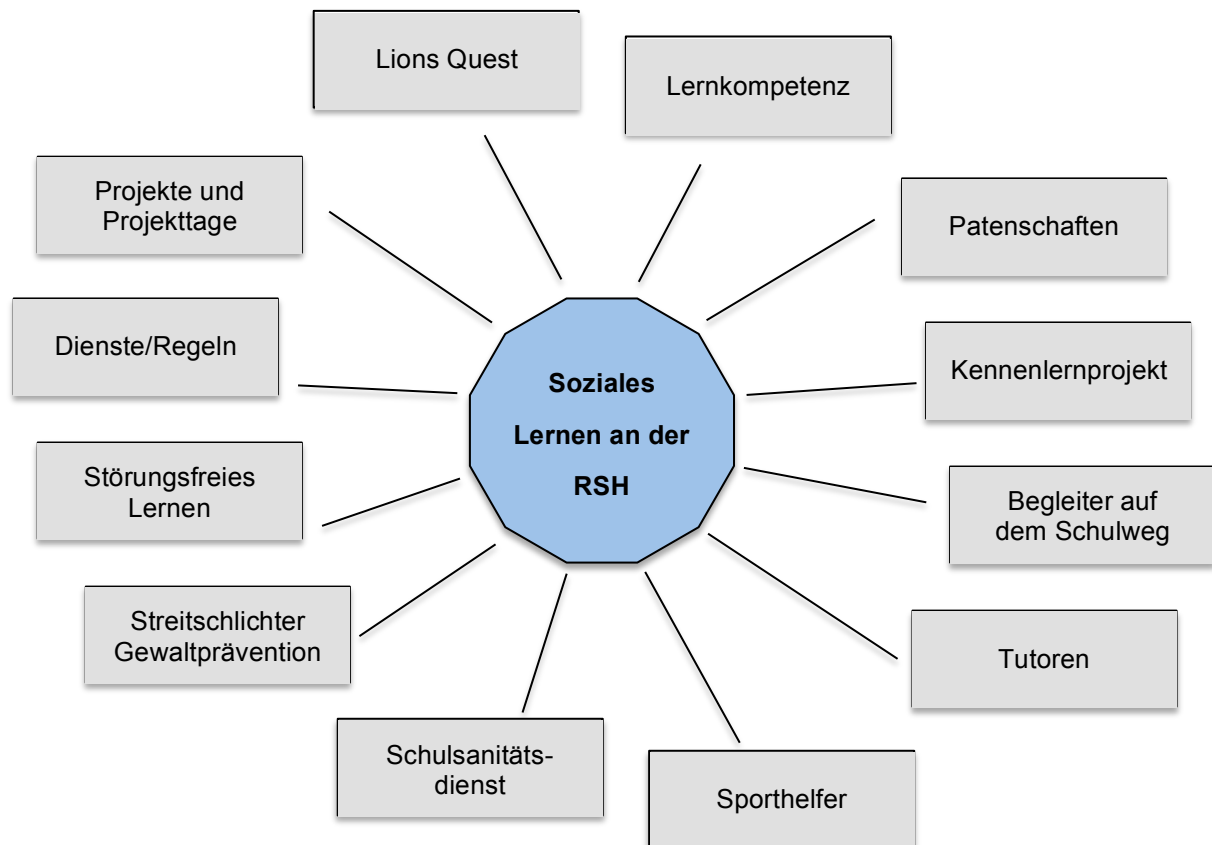 Lions Quest
Lernkompetenz
Projekte und
Projekttage
Patenschaften
Dienste/Regeln
Kennenlernprojekt
Soziales
Lernen an der
RSH
Störungsfreies
Lernen
Begleiter auf
dem Schulweg
Streitschlichter
Gewaltprävention
Tutoren
Schulsanitäts-
dienst
Sporthelfer